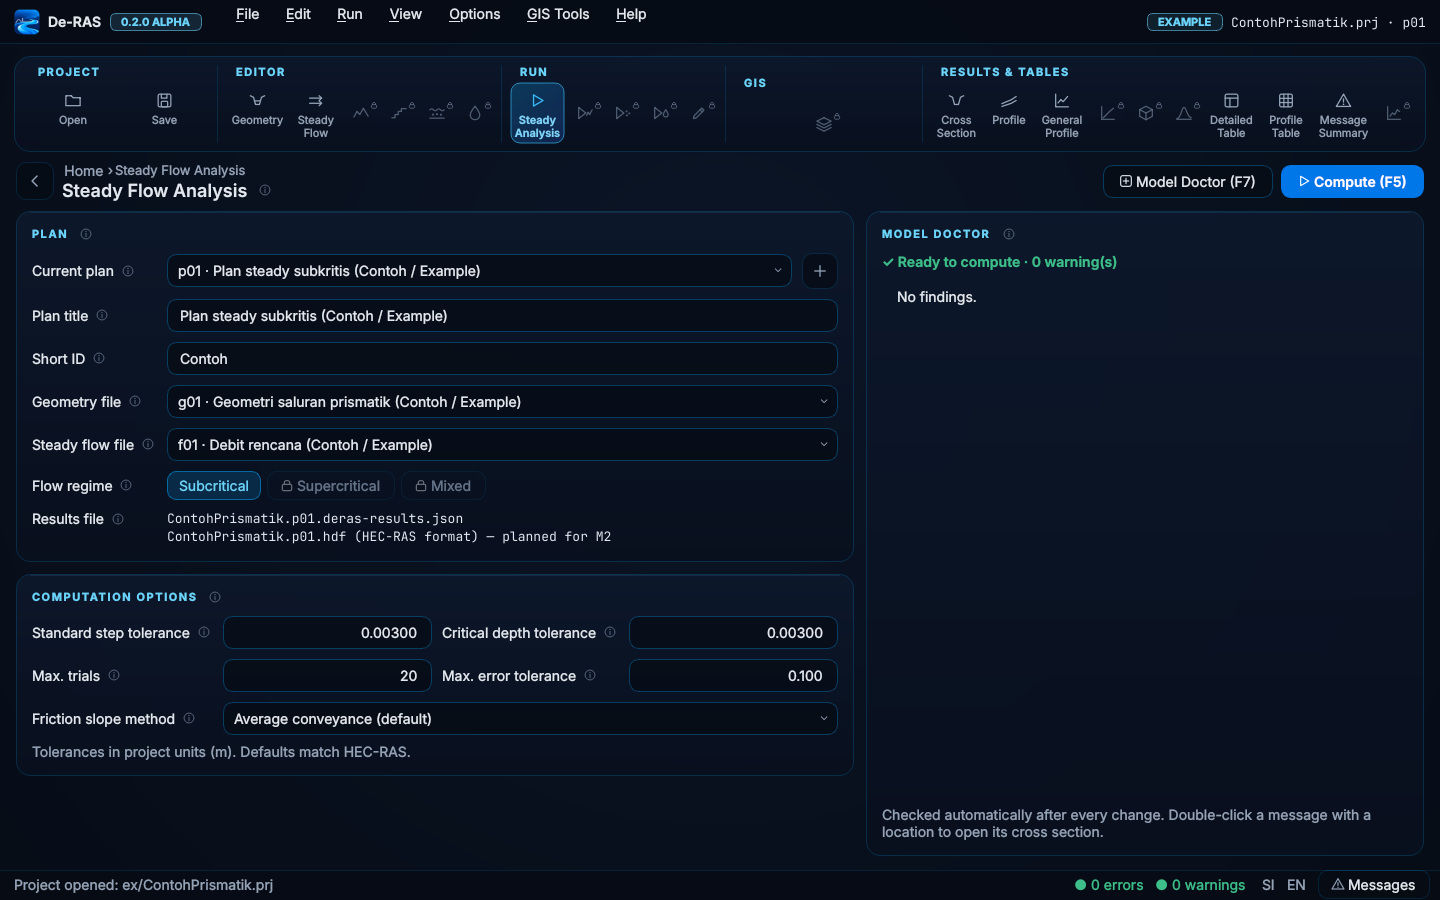 De-RAS 0.2.0 ALPHA File Edit Run View Options GIS Tools Help EXAMPLE ContohPrismatik.prj · p01
PROJECT
Open Save
EDITOR
Geometry Steady Flow
RUN
Steady Analysis
GIS
RESULTS & TABLES
Cross Section Profile General Profile Detailed Table Profile Table Message Summary
Home › Steady Flow Analysis
Steady Flow Analysis
Model Doctor (F7) Compute (F5)
PLAN
Current plan p01 · Plan steady subkritis (Contoh / Example)
Plan title Plan steady subkritis (Contoh / Example)
Short ID Contoh
Geometry file g01 · Geometri saluran prismatik (Contoh / Example)
Steady flow file f01 · Debit rencana (Contoh / Example)
Flow regime Subcritical Supercritical Mixed
Results file ContohPrismatik.p01.deras-results.json
ContohPrismatik.p01.hdf (HEC-RAS format) — planned for M2
COMPUTATION OPTIONS
Standard step tolerance 0.00300 Critical depth tolerance 0.00300
Max. trials 20 Max. error tolerance 0.100
Friction slope method Average conveyance (default)
Tolerances in project units (m). Defaults match HEC-RAS.
MODEL DOCTOR
✓ Ready to compute · 0 warning(s)
No findings.
Checked automatically after every change. Double-click a message with a
location to open its cross section.
Project opened: ex/ContohPrismatik.prj 0 errors 0 warnings SI EN Messages